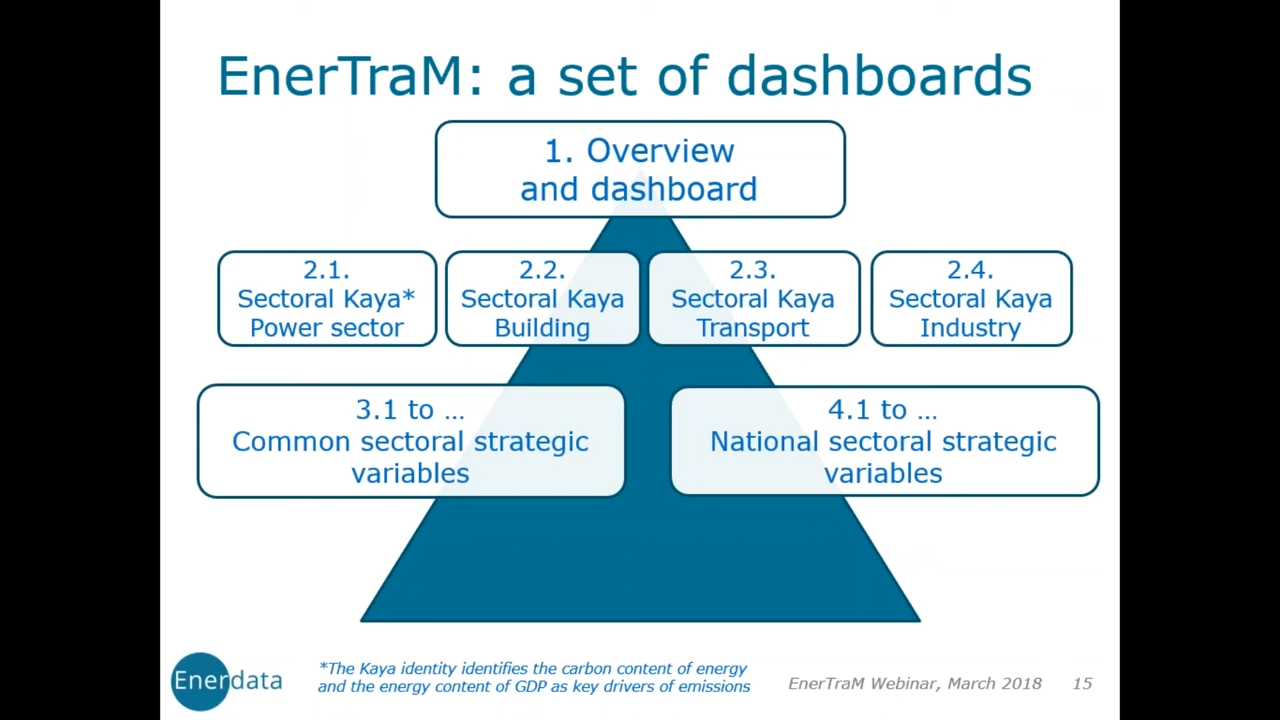 EnerTraM: a set of dashboards
1. Overview
and dashboard
2.1.
Sectoral Kaya*
Power sector
2.2.
Sectoral Kaya
Building
2.3.
Sectoral Kaya
Transport
2.4.
Sectoral Kaya
Industry
3.1 to …
Common sectoral strategic
variables
4.1 to …
National sectoral strategic
variables
Enerdata
*The Kaya identity identifies the carbon content of energy
and the energy content of GDP as key drivers of emissions
EnerTraM Webinar, March 2018
15